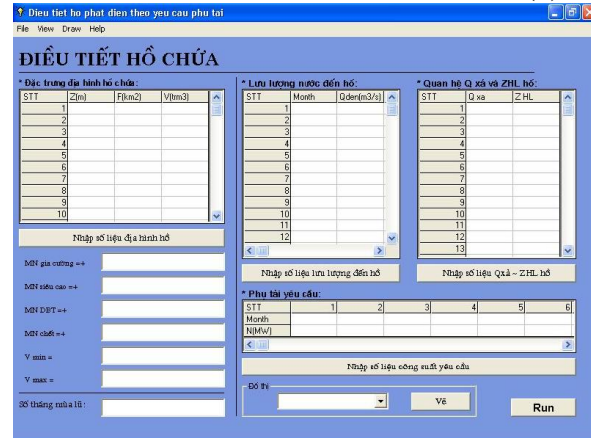 Dieu tiet ho phat dien theo yeu cau phu tai
File View Draw Help
ĐIỀU TIẾT HỒ CHỨA
* Đặc trưng địa hình hồ chứa:
STT Z(m) F(km2) V(trm3)
1
2
3
4
5
6
7
8
9
10
Nhập số liệu địa hình hồ
MN gia cường =+
MN siêu cao =+
MN DBT =+
MN chết =+
V min =
V max =
Số tháng mùa lũ:
* Lưu lượng nước đến hồ:
STT Month Qden(m3/s)
1
2
3
4
5
6
7
8
9
10
11
12
Nhập số liệu lưu lượng đến hồ
* Quan hệ Q xả và ZHL hồ:
STT Q xa Z HL
1
2
3
4
5
6
7
8
9
10
11
12
13
Nhập số liệu Qxả ~ ZHL hồ
* Phụ tải yêu cầu:
STT 1 2 3 4 5 6
Month
N(MW)
Nhập số liệu công suất yêu cầu
Đồ thị
Vẽ
Run